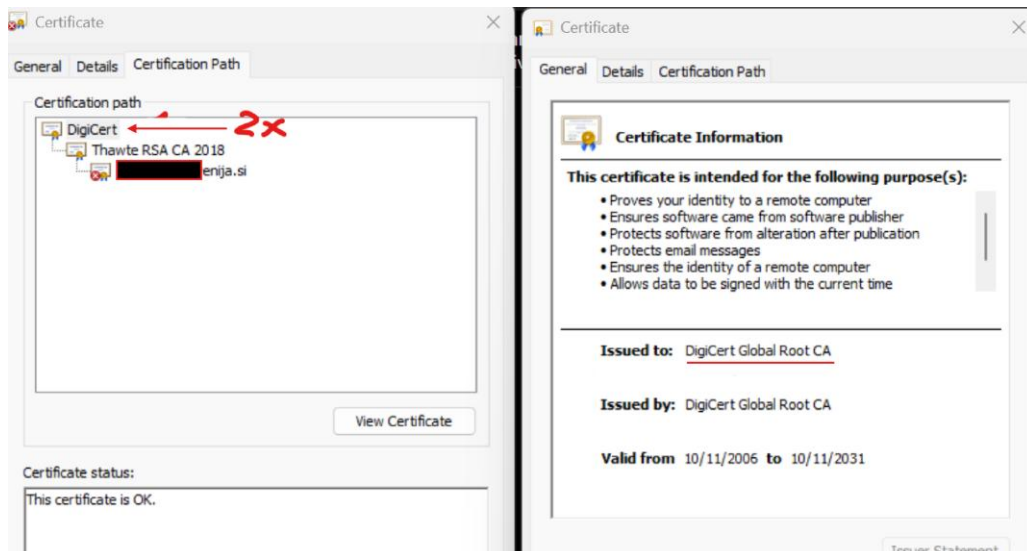 Certificate
General Details Certification Path
Certification path
DigiCert
2x
Thawte RSA CA 2018
enija.si
View Certificate
Certificate status:
This certificate is OK.
Certificate
General Details Certification Path
Certificate Information
This certificate is intended for the following purpose(s):
• Proves your identity to a remote computer
• Ensures software came from software publisher
• Protects software from alteration after publication
• Protects email messages
• Ensures the identity of a remote computer
• Allows data to be signed with the current time
Issued to: DigiCert Global Root CA
Issued by: DigiCert Global Root CA
Valid from 10/11/2006 to 10/11/2031
Issuer Statement